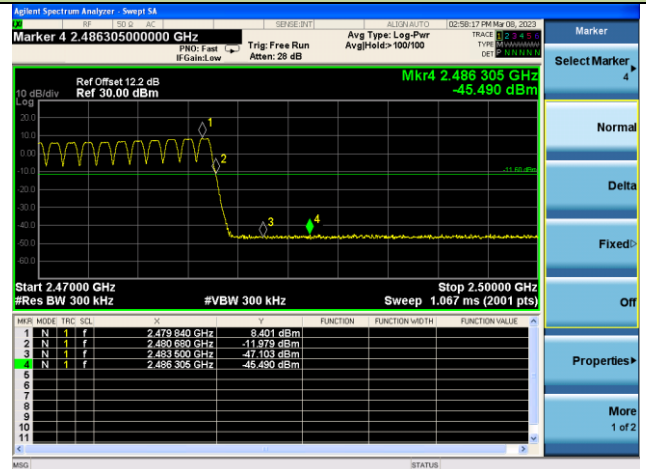 Agilent Spectrum Analyzer - Swept SA
RF 50 Ω AC SENSE:INT ALIGNAUTO 02:58:17 PM Mar 08, 2023
Marker 4 2.486305000000 GHz
PNO: Fast
IFGain:Low
Trig: Free Run
Atten: 28 dB
Avg Type: Log-Pwr
Avg|Hold:> 100/100
TRACE 1 2 3 4 5 6
TYPE M
DET P N N N N N
Ref Offset 12.2 dB
10 dB/div Ref 30.00 dBm
Log
Mkr4 2.486 305 GHz
-45.490 dBm
20.0
10.0
0.00
-10.0
-20.0
-30.0
-40.0
-50.0
-60.0
1
2
3
4
-11.60 dBm
Start 2.47000 GHz Stop 2.50000 GHz
#Res BW 300 kHz #VBW 300 kHz Sweep 1.067 ms (2001 pts)
MKR MODE TRC SCL X Y FUNCTION FUNCTION WIDTH FUNCTION VALUE
1 N 1 f 2.479 840 GHz 8.401 dBm
2 N 1 f 2.480 680 GHz -11.979 dBm
3 N 1 f 2.483 500 GHz -47.103 dBm
4 N 1 f 2.486 305 GHz -45.490 dBm
5
6
7
8
9
10
11
MSG STATUS
Marker
Select Marker
4
Normal
Delta
Fixed
Off
Properties
More
1 of 2